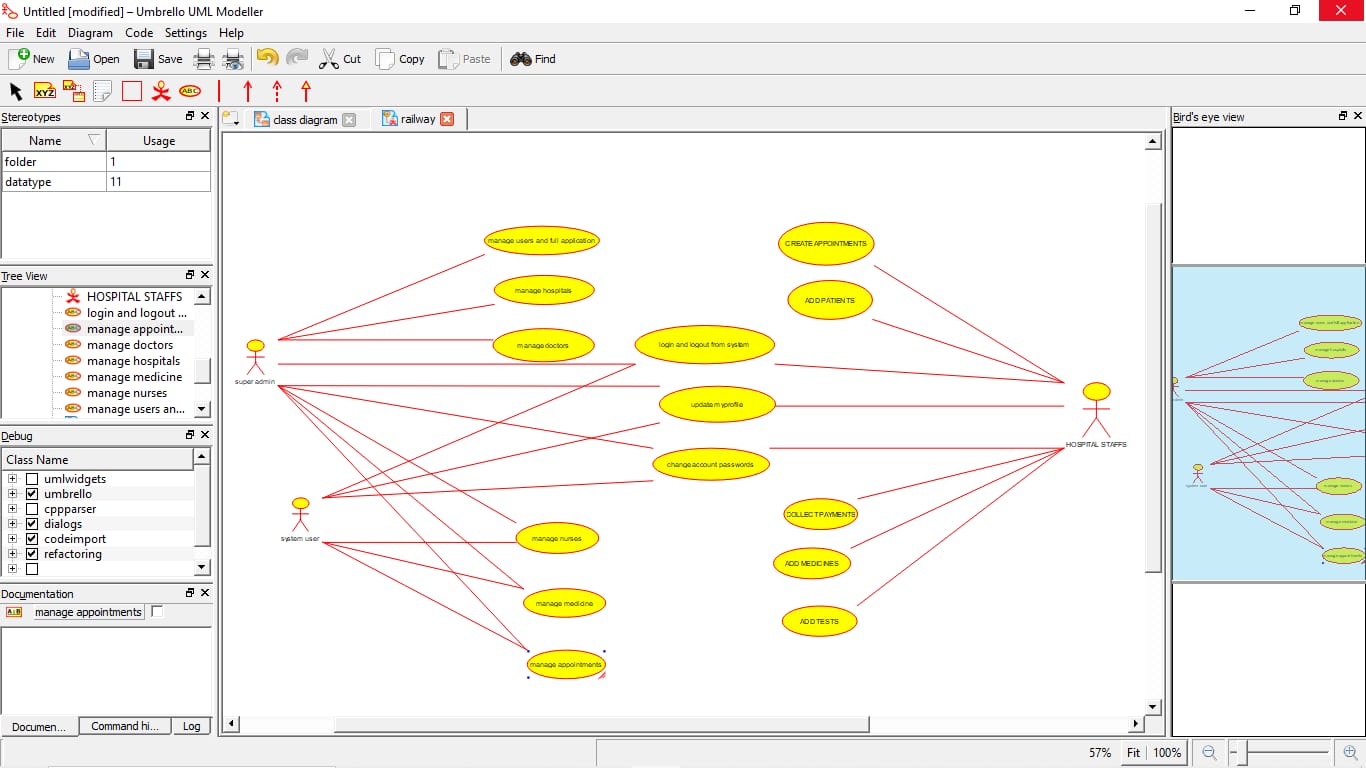 Untitled [modified] – Umbrello UML Modeller
File Edit Diagram Code Settings Help
New Open Save Cut Copy Paste Find
XYZ XYZ ABC
Stereotypes
Name Usage
folder 1
datatype 11
Tree View
HOSPITAL STAFFS
login and logout ...
manage appoint...
manage doctors
manage hospitals
manage medicine
manage nurses
manage users an...
Debug
Class Name
umlwidgets
umbrello
cppparser
dialogs
codeimport
refactoring
Documentation
manage appointments
Documen... Command hi... Log
class diagram railway
manage users and full application
manage hospitals
manage doctors
super admin
system user
login and logout from system
update myprofile
change account passwords
manage nurses
manage medicine
manage appointments
CREATE APPOINTMENTS
ADD PATIENTS
HOSPITAL STAFFS
COLLECT PAYMENTS
ADD MEDICINES
ADD TESTS
Bird's eye view
57% Fit 100%